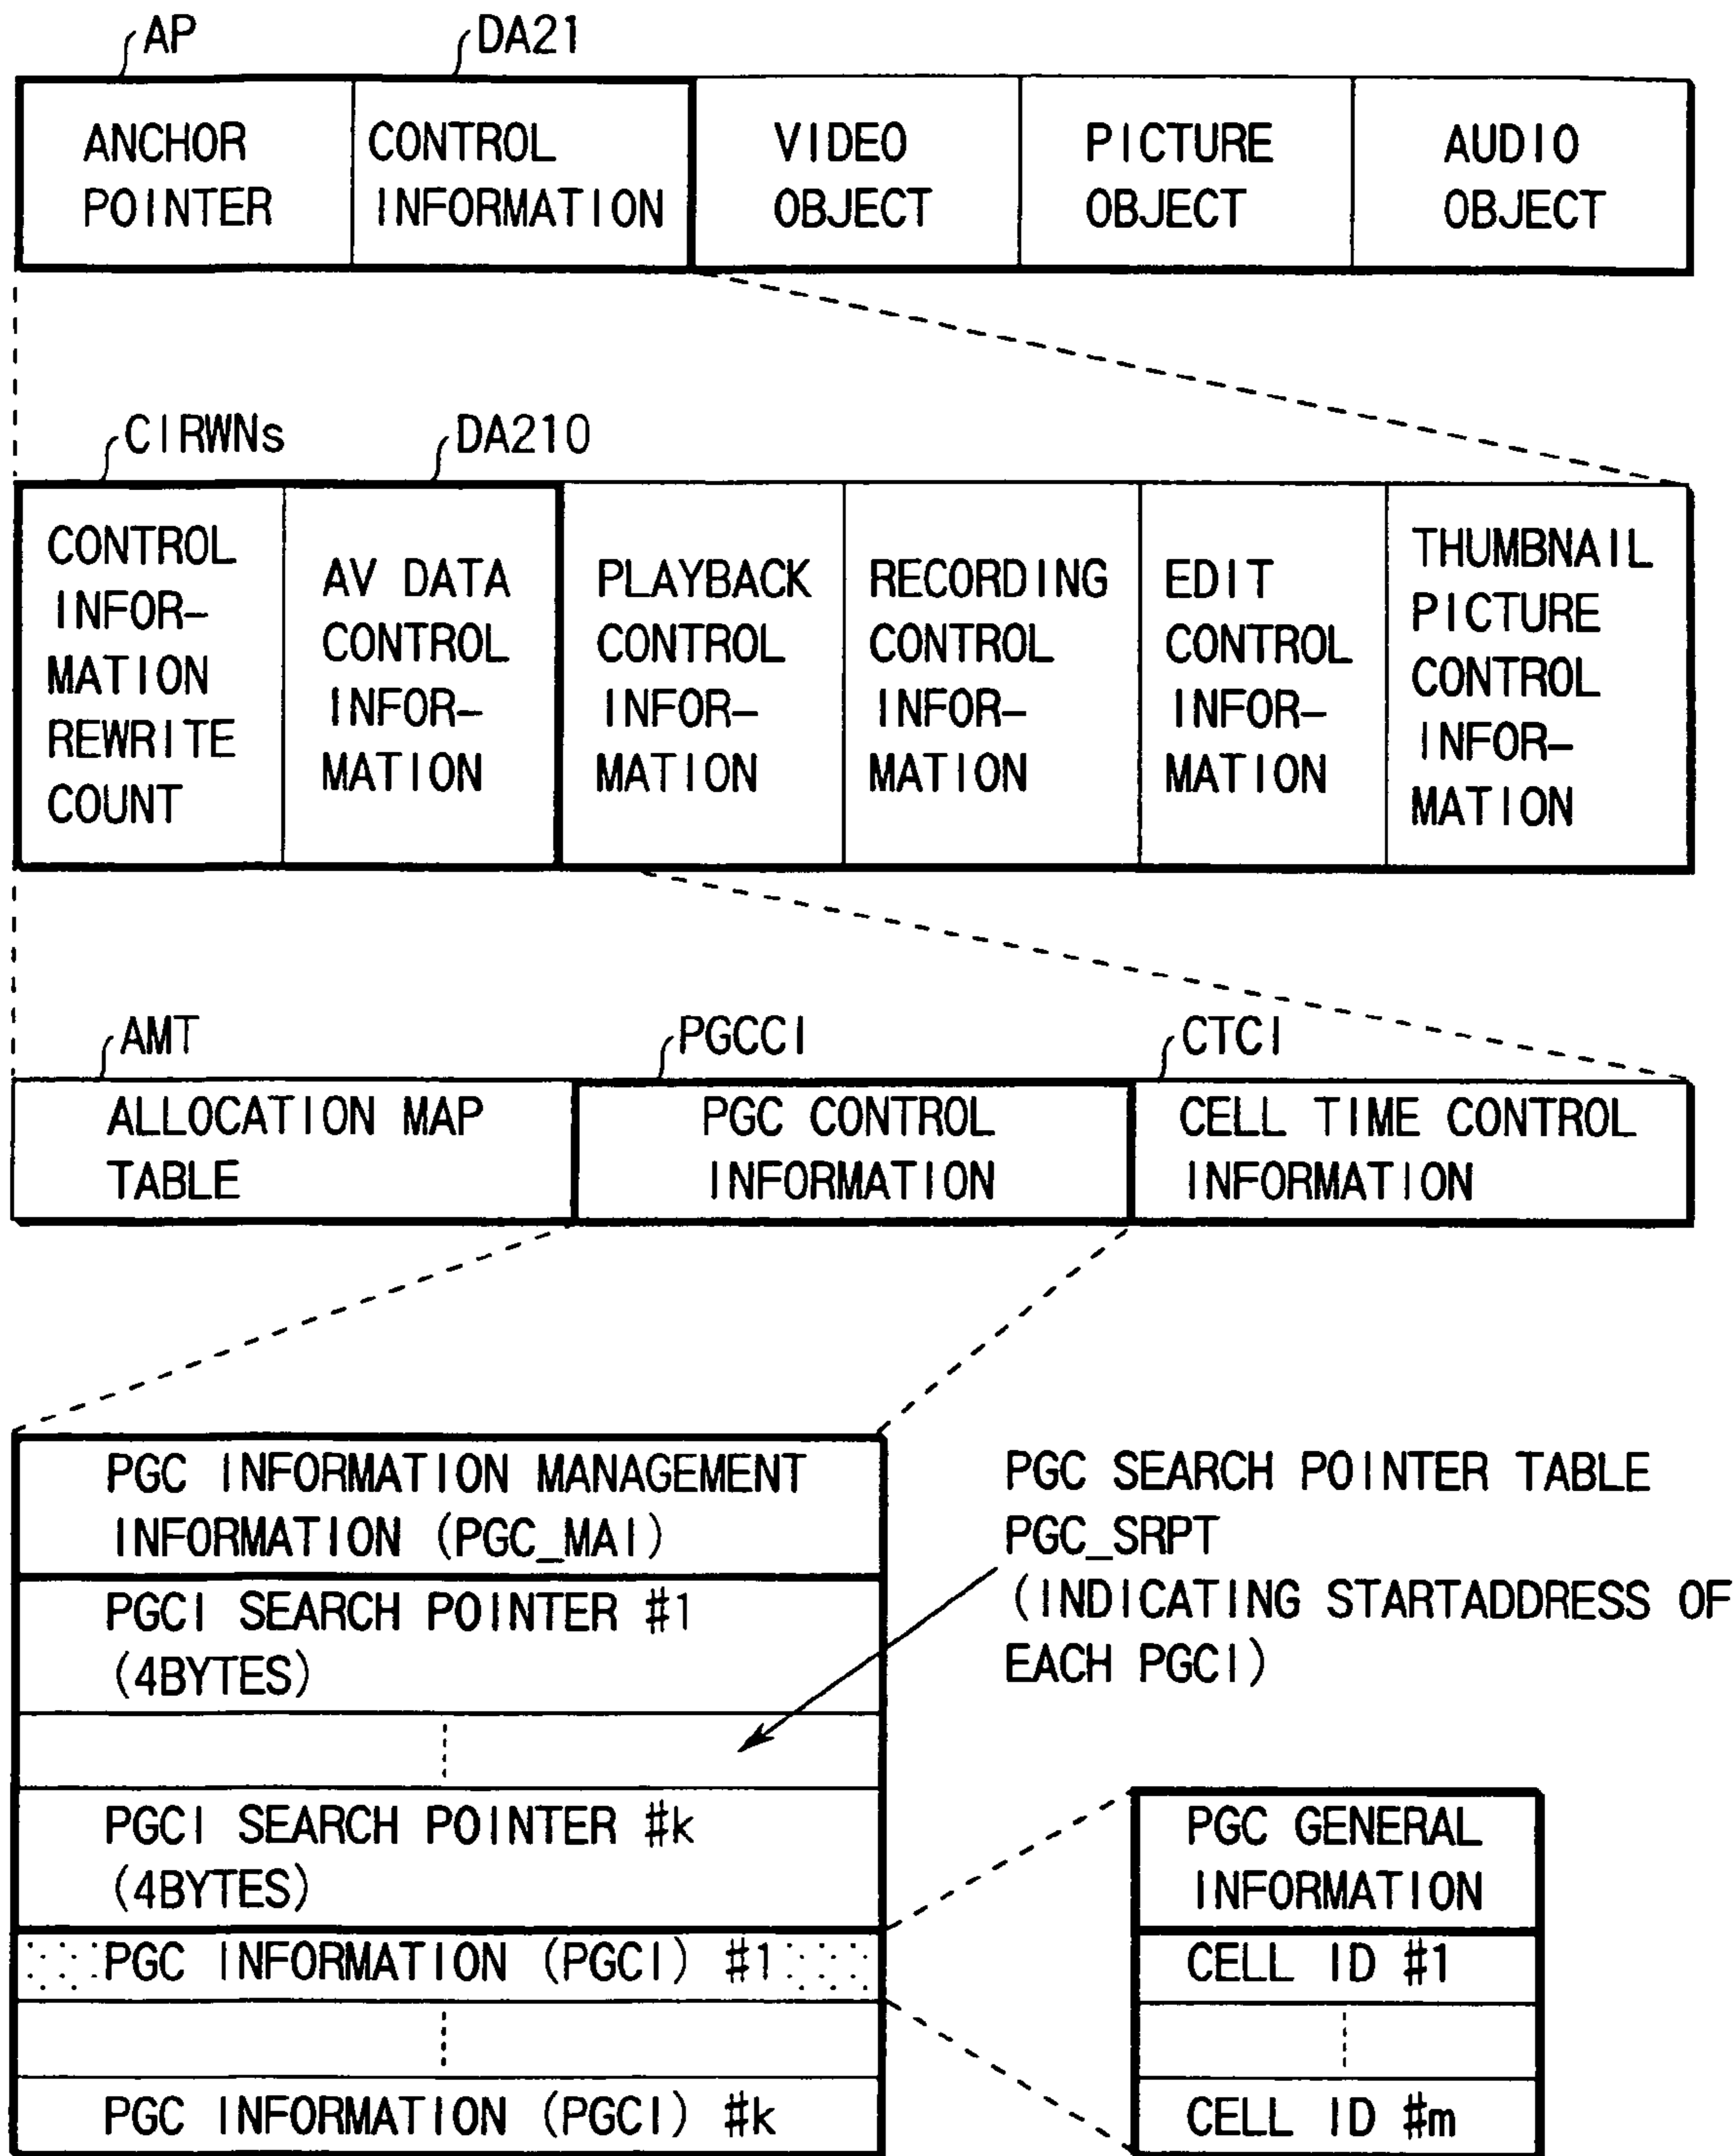 AP
DA21
ANCHOR
POINTER
CONTROL
INFORMATION
VIDEO
OBJECT
PICTURE
OBJECT
AUDIO
OBJECT
CIRWNs
DA210
CONTROL
INFOR-
MATION
REWRITE
COUNT
AV DATA
CONTROL
INFOR-
MATION
PLAYBACK
CONTROL
INFOR-
MATION
RECORDING
CONTROL
INFOR-
MATION
EDIT
CONTROL
INFOR-
MATION
THUMBNAIL
PICTURE
CONTROL
INFOR-
MATION
AMT
PGCCI
CTCI
ALLOCATION MAP
TABLE
PGC CONTROL
INFORMATION
CELL TIME CONTROL
INFORMATION
PGC INFORMATION MANAGEMENT
INFORMATION (PGC_MAI)
PGCI SEARCH POINTER #1
(4BYTES)
PGCI SEARCH POINTER #k
(4BYTES)
PGC INFORMATION (PGCI) #1
PGC INFORMATION (PGCI) #k
PGC SEARCH POINTER TABLE
PGC_SRPT
(INDICATING STARTADDRESS OF
EACH PGCI)
PGC GENERAL
INFORMATION
CELL ID #1
CELL ID #m